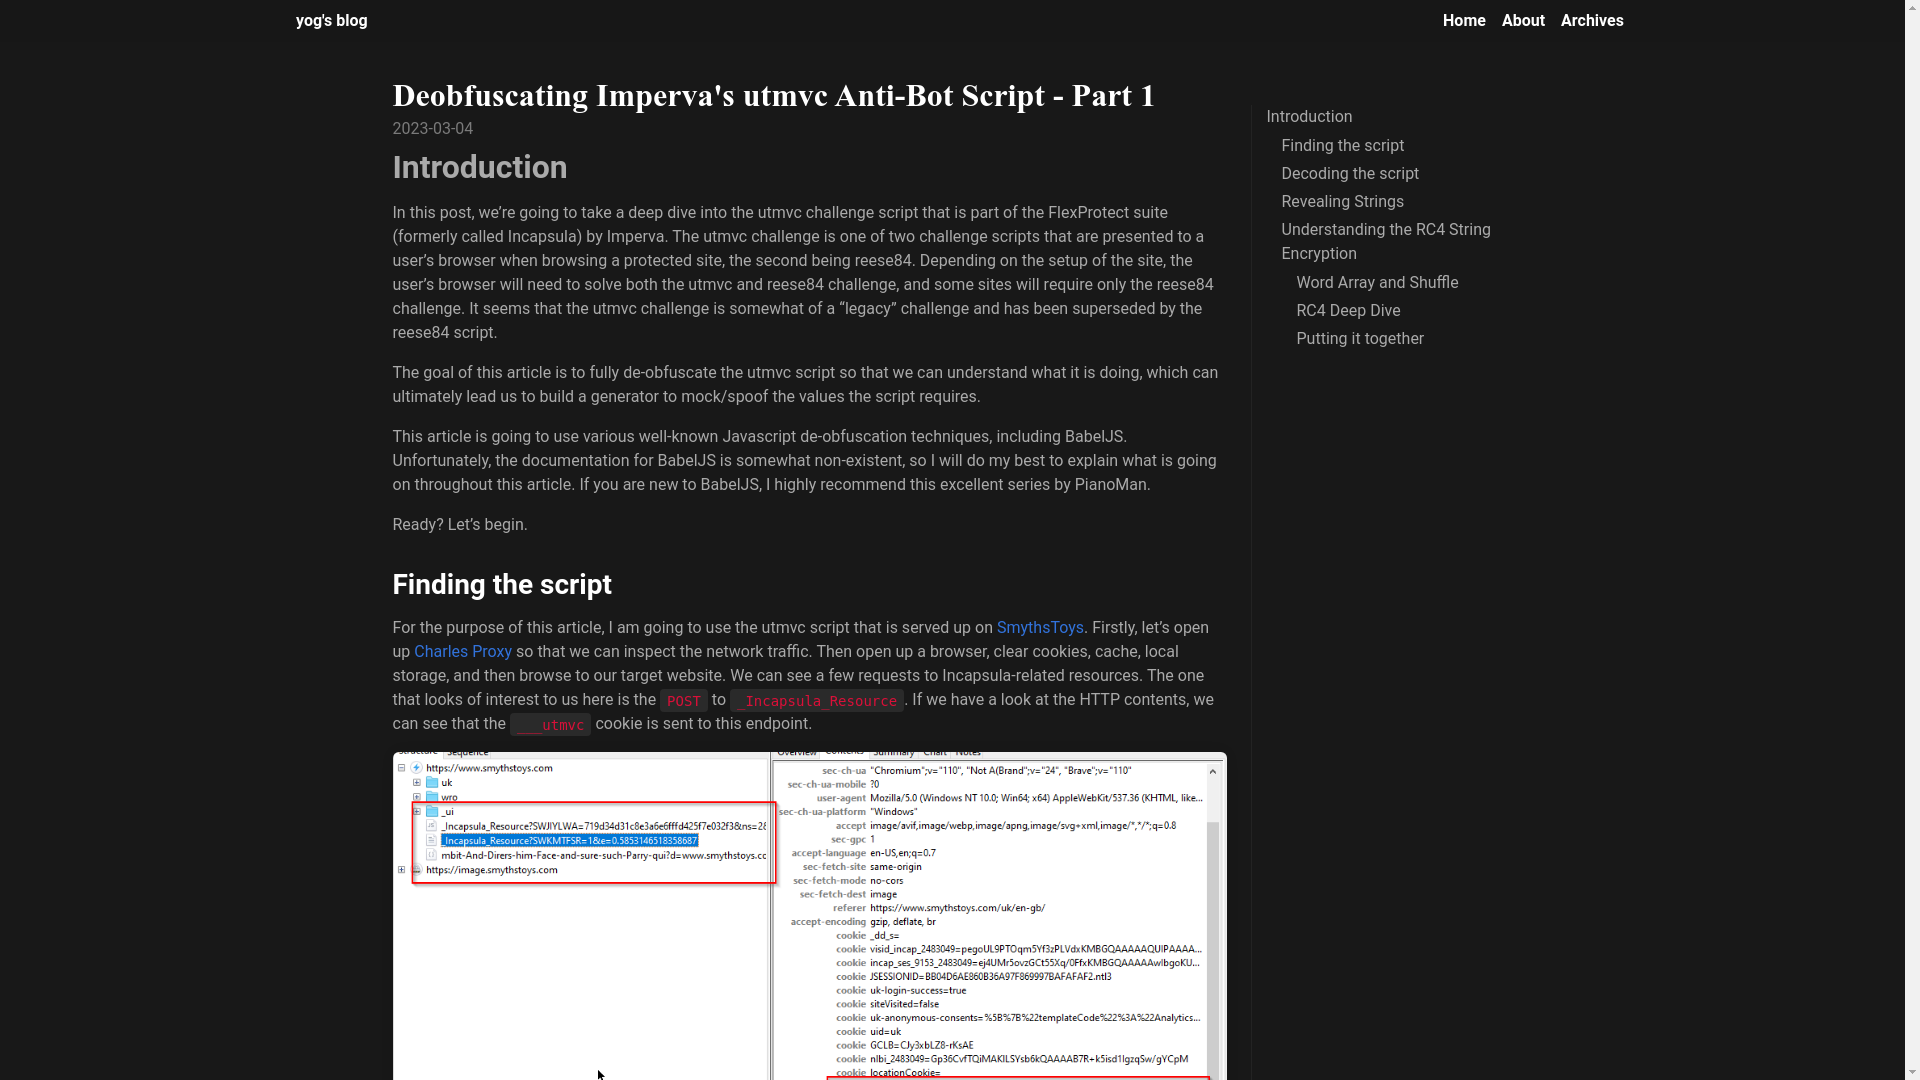 yog's blog
Home
About
Archives
Deobfuscating Imperva's utmvc Anti-Bot Script - Part 1
2023-03-04
Introduction
In this post, we’re going to take a deep dive into the utmvc challenge script that is part of the FlexProtect suite
(formerly called Incapsula) by Imperva. The utmvc challenge is one of two challenge scripts that are presented to a
user’s browser when browsing a protected site, the second being reese84. Depending on the setup of the site, the
user’s browser will need to solve both the utmvc and reese84 challenge, and some sites will require only the reese84
challenge. It seems that the utmvc challenge is somewhat of a “legacy” challenge and has been superseded by the
reese84 script.
The goal of this article is to fully de-obfuscate the utmvc script so that we can understand what it is doing, which can
ultimately lead us to build a generator to mock/spoof the values the script requires.
This article is going to use various well-known Javascript de-obfuscation techniques, including BabelJS.
Unfortunately, the documentation for BabelJS is somewhat non-existent, so I will do my best to explain what is going
on throughout this article. If you are new to BabelJS, I highly recommend this excellent series by PianoMan.
Ready? Let’s begin.
Finding the script
For the purpose of this article, I am going to use the utmvc script that is served up on SmythsToys. Firstly, let’s open
up Charles Proxy so that we can inspect the network traffic. Then open up a browser, clear cookies, cache, local
storage, and then browse to our target website. We can see a few requests to Incapsula-related resources. The one
that looks of interest to us here is the POST to _Incapsula_Resource. If we have a look at the HTTP contents, we
can see that the ___utmvc cookie is sent to this endpoint.
Introduction
Finding the script
Decoding the script
Revealing Strings
Understanding the RC4 String
Encryption
Word Array and Shuffle
RC4 Deep Dive
Putting it together
Structure Sequence
https://www.smythstoys.com
uk
wro
_ui
_Incapsula_Resource?SWJIYLWA=719d34d31c8e3a6e6fffd425f7e032f3&ns=2&
_Incapsula_Resource?SWKMTFSR=1&e=0.5853146518358687
mbit-And-Dirers-him-Face-and-sure-such-Parry-qui?d=www.smythstoys.cc
https://image.smythstoys.com
Overview Contents Summary Chart Notes
sec-ch-ua "Chromium";v="110", "Not A(Brand";v="24", "Brave";v="110"
sec-ch-ua-mobile ?0
user-agent Mozilla/5.0 (Windows NT 10.0; Win64; x64) AppleWebKit/537.36 (KHTML, like...
sec-ch-ua-platform "Windows"
accept image/avif,image/webp,image/apng,image/svg+xml,image/*,*/*;q=0.8
sec-gpc 1
accept-language en-US,en;q=0.7
sec-fetch-site same-origin
sec-fetch-mode no-cors
sec-fetch-dest image
referer https://www.smythstoys.com/uk/en-gb/
accept-encoding gzip, deflate, br
cookie _dd_s=
cookie visid_incap_2483049=pegoUL9PTOqm5Yf3zPLVdxKMBGQAAAAAQUIPAAAA...
cookie incap_ses_9153_2483049=ej4UMr5ovzGCt55Xq/0FfxKMBGQAAAAAwIbgoKU...
cookie JSESSIONID=BB04D6AE860B36A97F869997BAFAFAF2.ntl3
cookie uk-login-success=true
cookie siteVisited=false
cookie uk-anonymous-consents=%5B%7B%22templateCode%22%3A%22Analytics...
cookie uid=uk
cookie GCLB=CJy3xbLZ8-rKsAE
cookie nlbi_2483049=Gp36CvfTQiMAKILSYsb6kQAAAAB7R+k5isd1IgzqSw/gYCpM
cookie locationCookie=